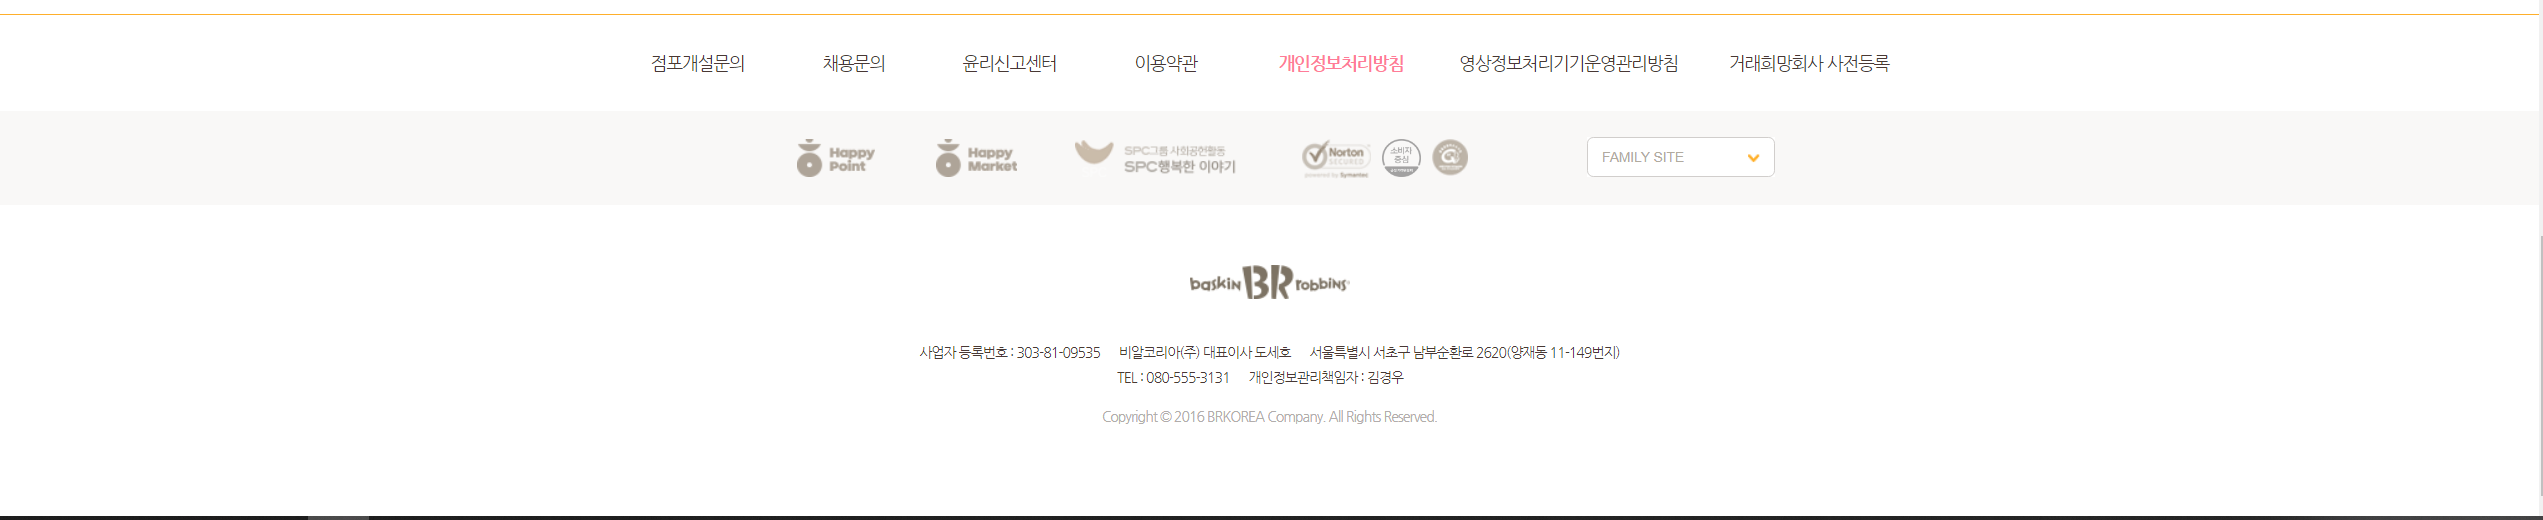 점포개설문의 채용문의 윤리신고센터 이용약관 개인정보처리방침 영상정보처리기기운영관리방침 거래희망회사 사전등록
Happy Point
Happy Market
SPC그룹 사회공헌활동
SPC행복한 이야기
Norton
SECURED
powered by Symantec
소비자
중심
FAMILY SITE
baskin BR robbins
사업자 등록번호 : 303-81-09535 비알코리아(주) 대표이사 도세호 서울특별시 서초구 남부순환로 2620(양재동 11-149번지)
TEL : 080-555-3131 개인정보관리책임자 : 김경우
Copyright © 2016 BRKOREA Company. All Rights Reserved.